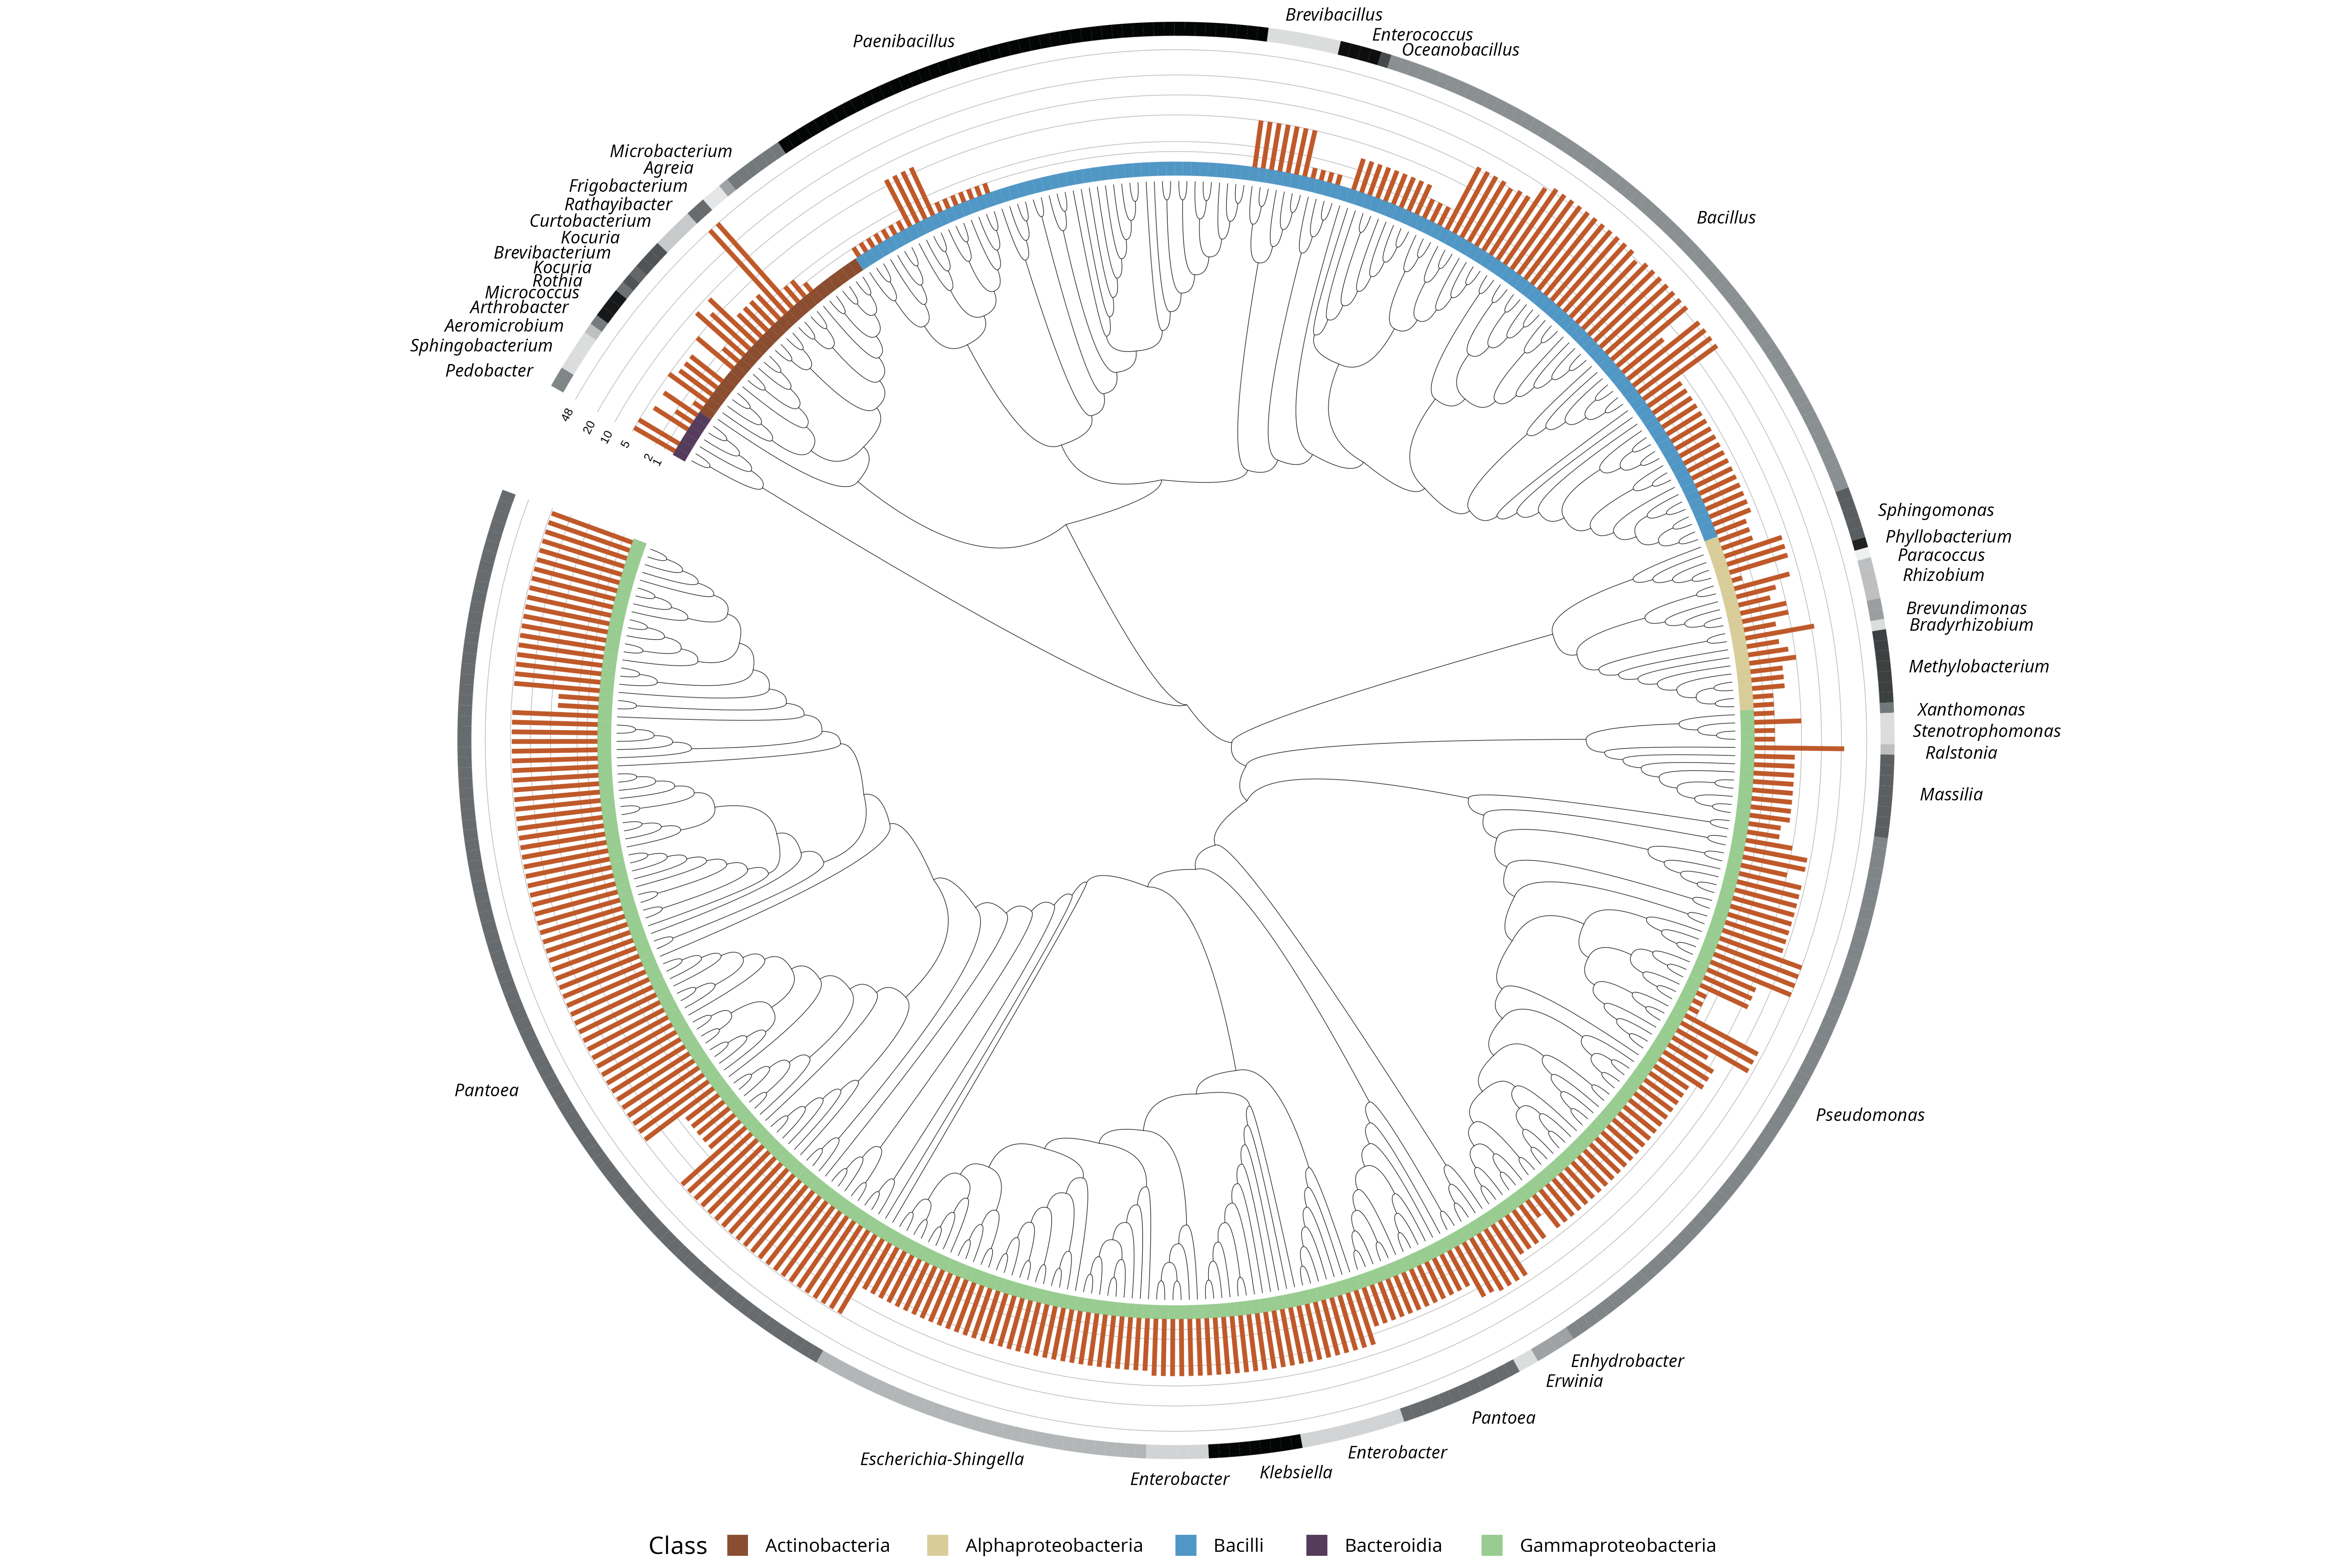 Brevibacillus
Enterococcus
Paenibacillus
Oceanobacillus
Microbacterium
Agreia
Frigobacterium
Rathayibacter
Curtobacterium
Bacillus
Kocuria
Brevibacterium
Kocuria
Rothia
Micrococcus
Arthrobacter
Aeromicrobium
Sphingobacterium
Pedobacter
48
20
10
5
2
1
Sphingomonas
Phyllobacterium
Paracoccus
Rhizobium
Brevundimonas
Bradyrhizobium
Methylobacterium
Xanthomonas
Stenotrophomonas
Ralstonia
Massilia
Pantoea
Pseudomonas
Enhydrobacter
Erwinia
Pantoea
Enterobacter
Escherichia-Shingella
Klebsiella
Enterobacter
Class Actinobacteria Alphaproteobacteria Bacilli Bacteroidia Gammaproteobacteria